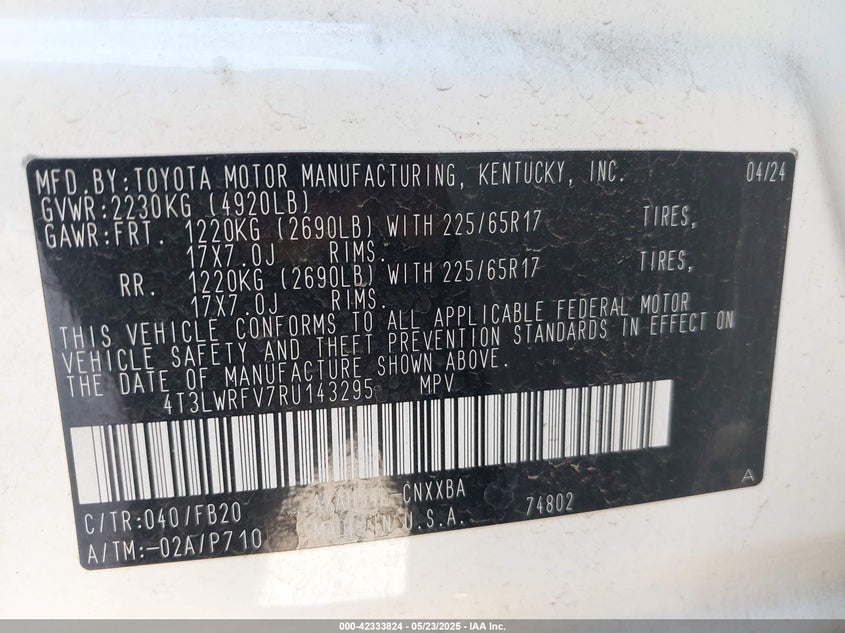 MFD.BY:TOYOTA MOTOR MANUFACTURING, KENTUCKY, INC. 04/24
GVWR:2230KG (4920LB)
GAWR:FRT. 1220KG (2690LB) WITH 225/65R17 TIRES,
17X7.0J RIMS.
RR. 1220KG (2690LB) WITH 225/65R17 TIRES,
17X7.0J RIMS.
THIS VEHICLE CONFORMS TO ALL APPLICABLE FEDERAL MOTOR
VEHICLE SAFETY AND THEFT PREVENTION STANDARDS IN EFFECT ON
THE DATE OF MANUFACTURE SHOWN ABOVE.
4T3LWRFV7RU143295 MPV
C/TR:040/FB20 -CNXXBA A
A/TM:-02A/P710 IN U.S.A. 74802
000-42333824 - 05/23/2025 - IAA Inc.